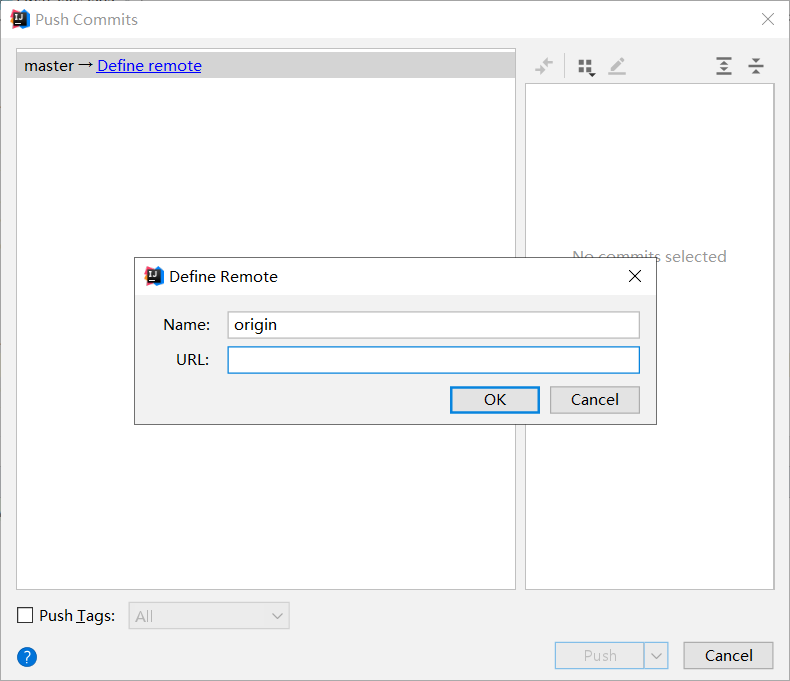 Push Commits
master → Define remote
No commits selected
Define Remote
Name: origin
URL:
OK Cancel
Push Tags: All
? Push Cancel